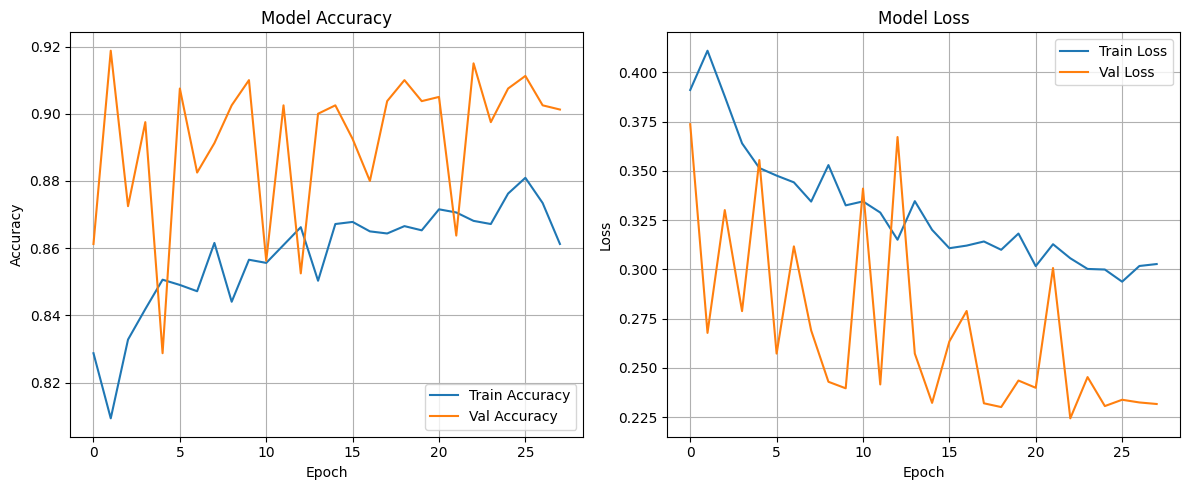 Model Accuracy
0.92
0.90
0.88
0.86
0.84
0.82
Accuracy
0 5 10 15 20 25
Epoch
Train Accuracy
Val Accuracy
Model Loss
0.400
0.375
0.350
0.325
0.300
0.275
0.250
0.225
Loss
0 5 10 15 20 25
Epoch
Train Loss
Val Loss